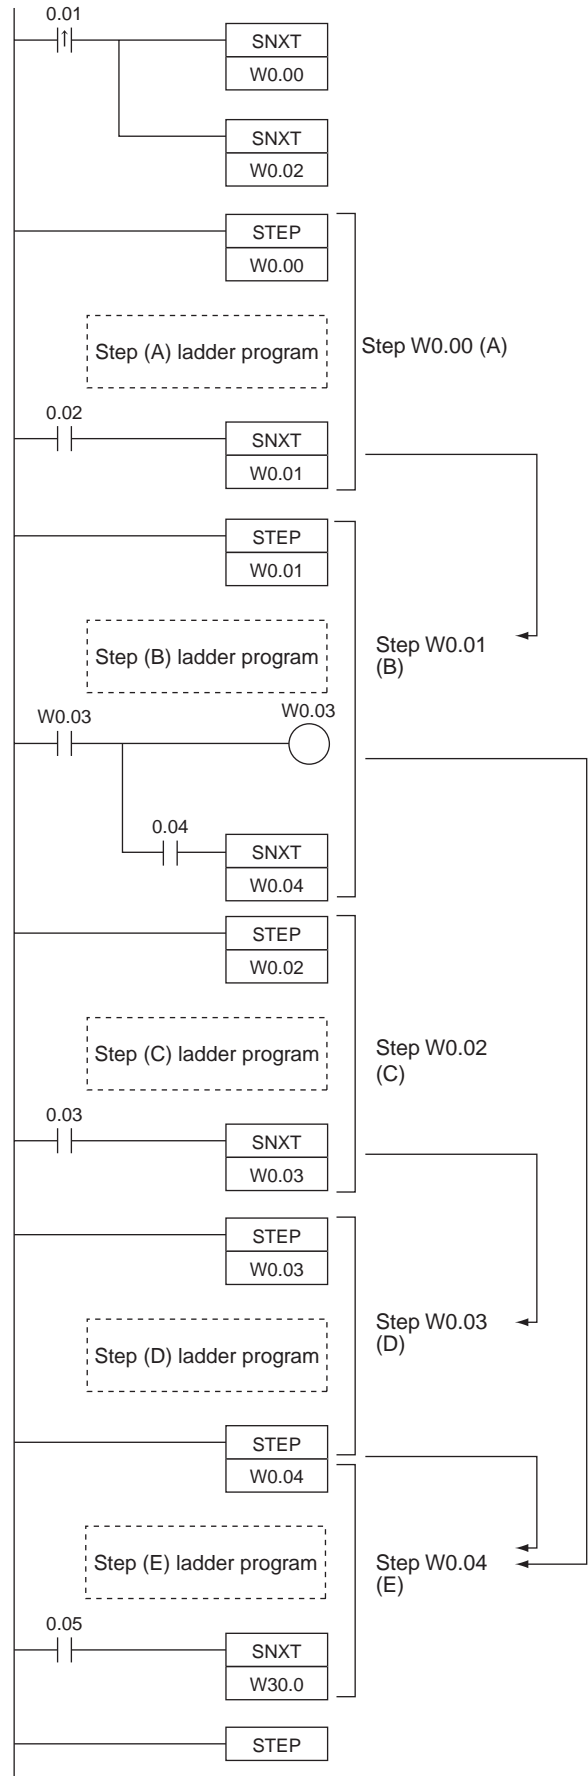 0.01
SNXT
W0.00
SNXT
W0.02
STEP
W0.00
Step (A) ladder program
Step W0.00 (A)
0.02
SNXT
W0.01
STEP
W0.01
Step (B) ladder program
Step W0.01
(B)
W0.03
W0.03
0.04
SNXT
W0.04
STEP
W0.02
Step (C) ladder program
Step W0.02
(C)
0.03
SNXT
W0.03
STEP
W0.03
Step (D) ladder program
Step W0.03
(D)
STEP
W0.04
Step (E) ladder program
Step W0.04
(E)
0.05
SNXT
W30.0
STEP